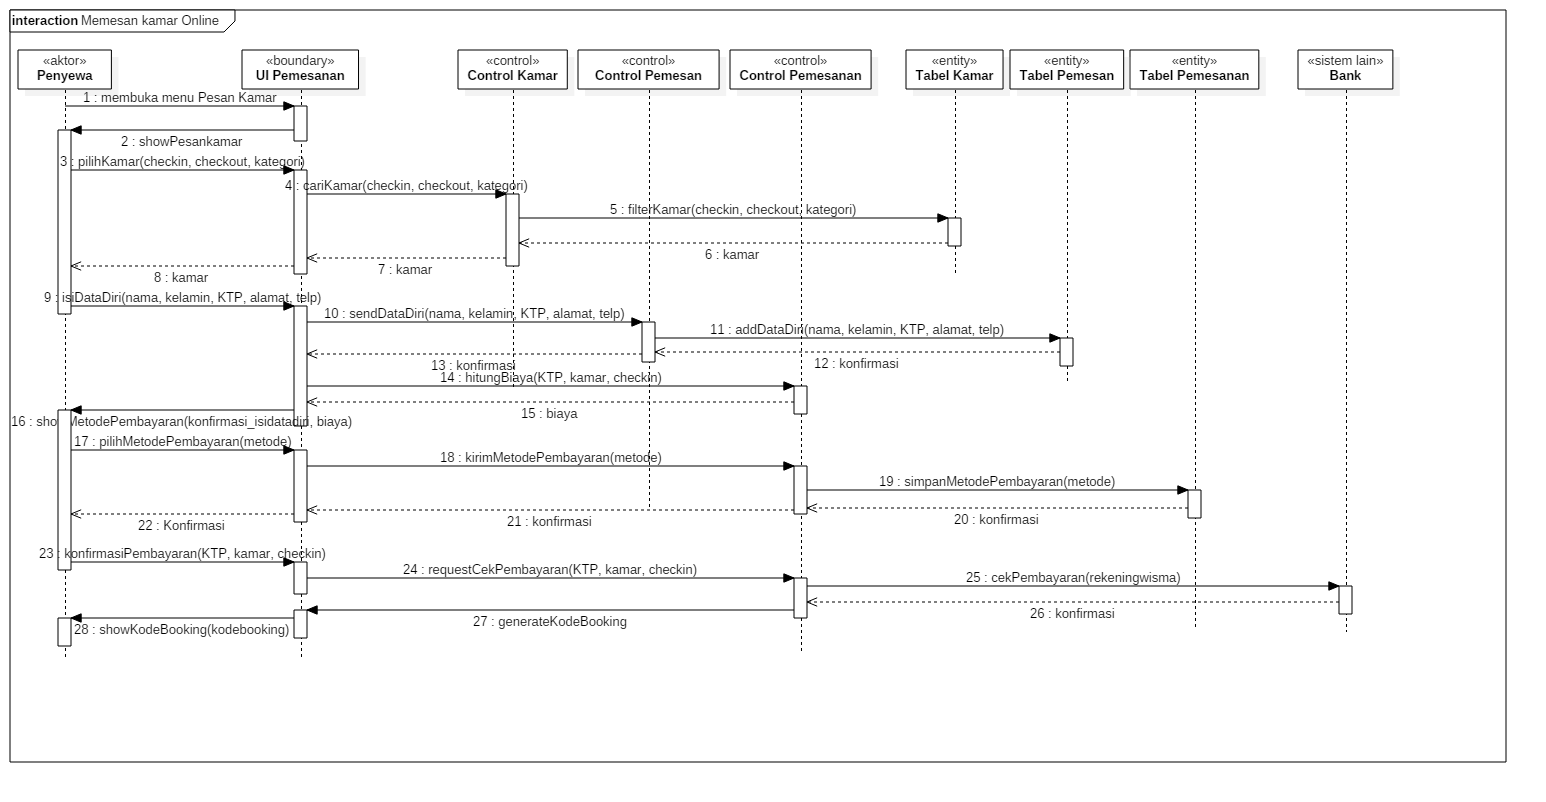 interaction Memesan kamar Online
«aktor»
Penyewa
«boundary»
UI Pemesanan
«control»
Control Kamar
«control»
Control Pemesan
«control»
Control Pemesanan
«entity»
Tabel Kamar
«entity»
Tabel Pemesan
«entity»
Tabel Pemesanan
«sistem lain»
Bank
1 : membuka menu Pesan Kamar
2 : showPesankamar
3 : pilihKamar(checkin, checkout, kategori)
4 : cariKamar(checkin, checkout, kategori)
5 : filterKamar(checkin, checkout, kategori)
6 : kamar
7 : kamar
8 : kamar
9 : isiDataDiri(nama, kelamin, KTP, alamat, telp)
10 : sendDataDiri(nama, kelamin, KTP, alamat, telp)
11 : addDataDiri(nama, kelamin, KTP, alamat, telp)
12 : konfirmasi
13 : konfirmasi
14 : hitungBiaya(KTP, kamar, checkin)
15 : biaya
16 : showMetodePembayaran(konfirmasi_isidatadiri, biaya)
17 : pilihMetodePembayaran(metode)
18 : kirimMetodePembayaran(metode)
19 : simpanMetodePembayaran(metode)
20 : konfirmasi
21 : konfirmasi
22 : Konfirmasi
23 : konfirmasiPembayaran(KTP, kamar, checkin)
24 : requestCekPembayaran(KTP, kamar, checkin)
25 : cekPembayaran(rekeningwisma)
26 : konfirmasi
27 : generateKodeBooking
28 : showKodeBooking(kodebooking)